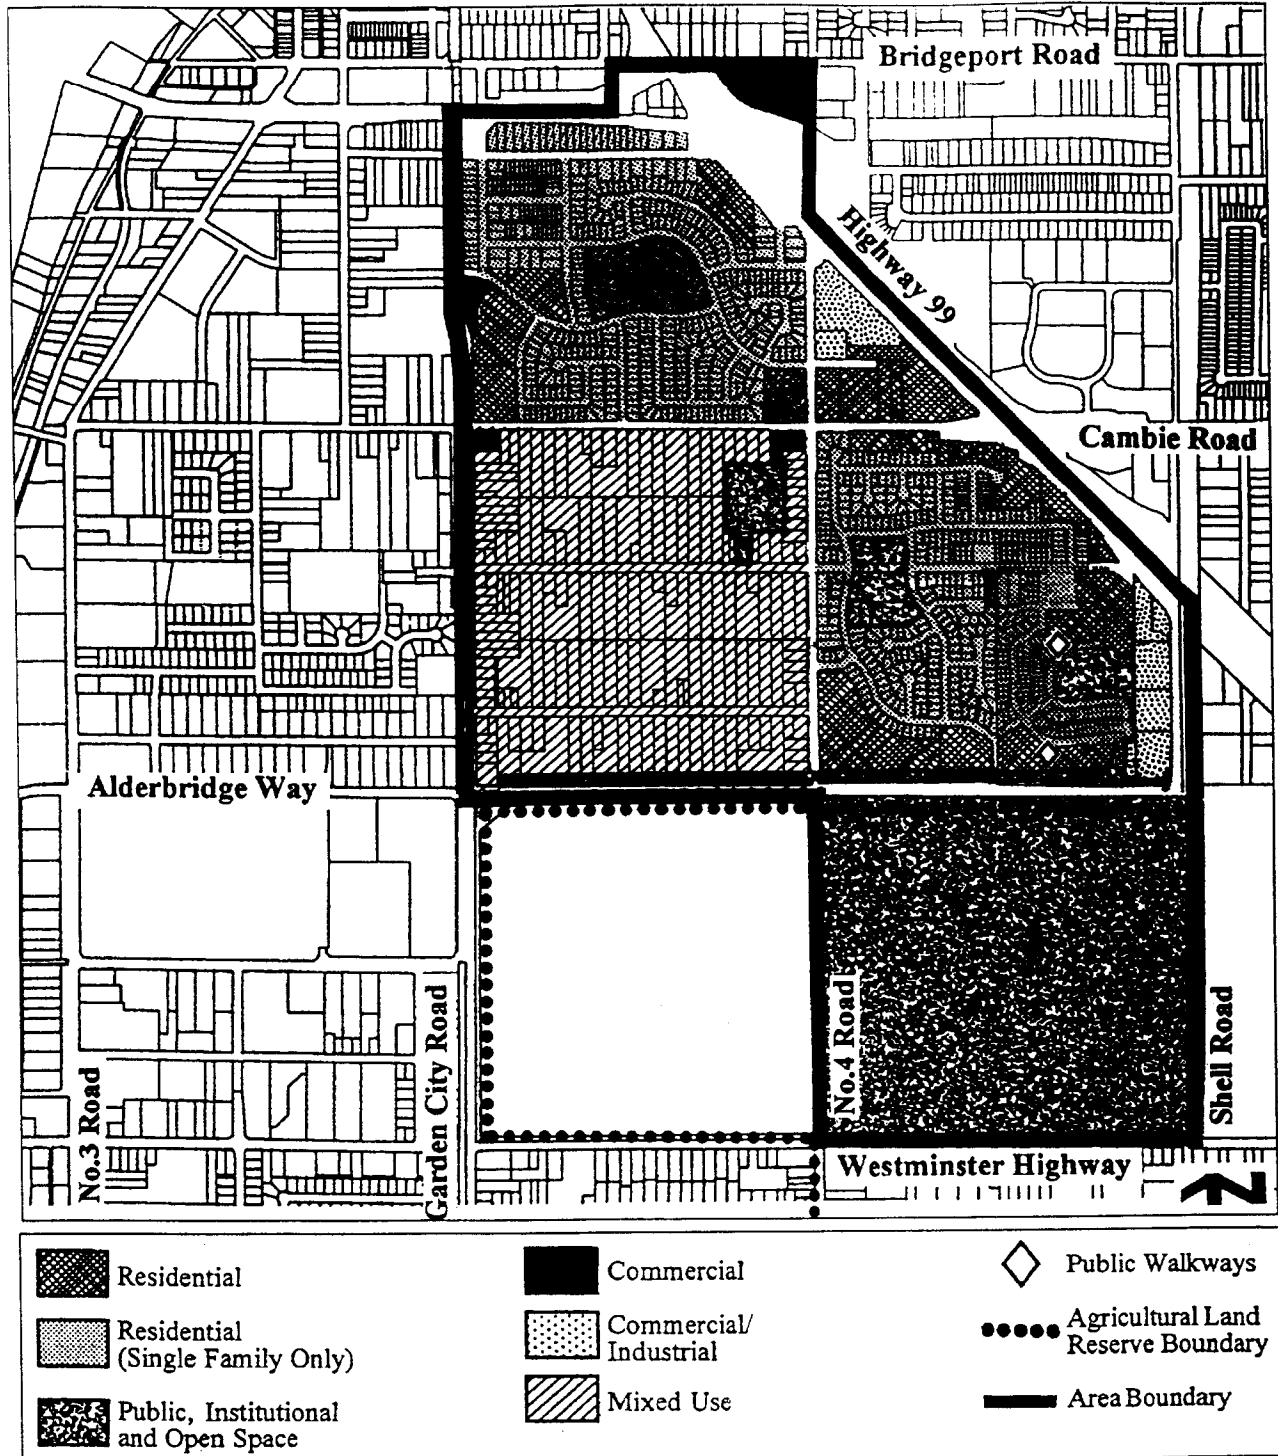 Bridgeport Road
Highway 99
Cambie Road
Alderbridge Way
No.3 Road
Garden City Road
No.4 Road
Shell Road
Westminster Highway
N
Residential
Residential
(Single Family Only)
Public, Institutional
and Open Space
Commercial
Commercial/
Industrial
Mixed Use
Public Walkways
Agricultural Land
Reserve Boundary
Area Boundary